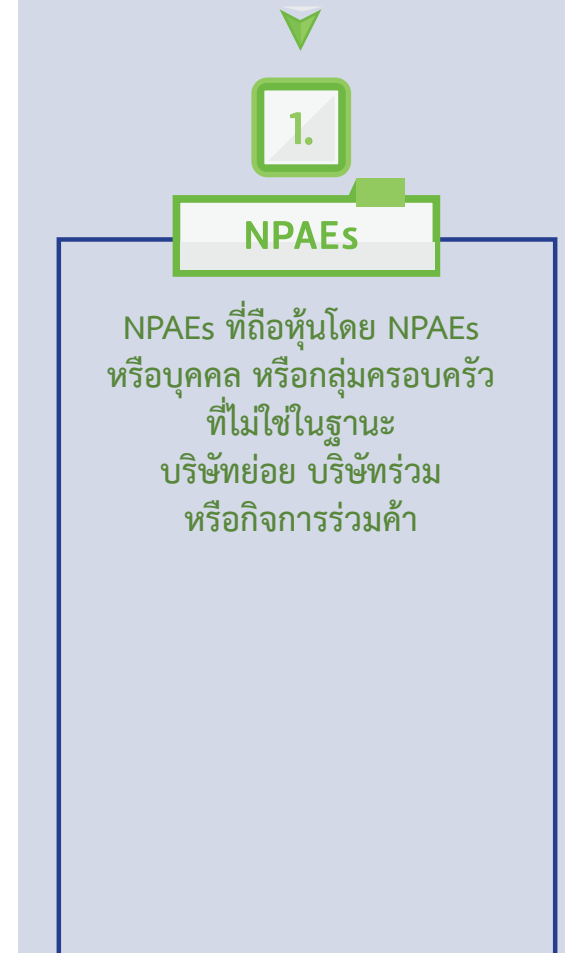 1.
NPAEs
NPAEs ที่ถือหุ้นโดย NPAEs
หรือบุคคล หรือกลุ่มครอบครัว
ที่ไม่ใช่ในฐานะ
บริษัทย่อย บริษัทร่วม
หรือกิจการร่วมค้า